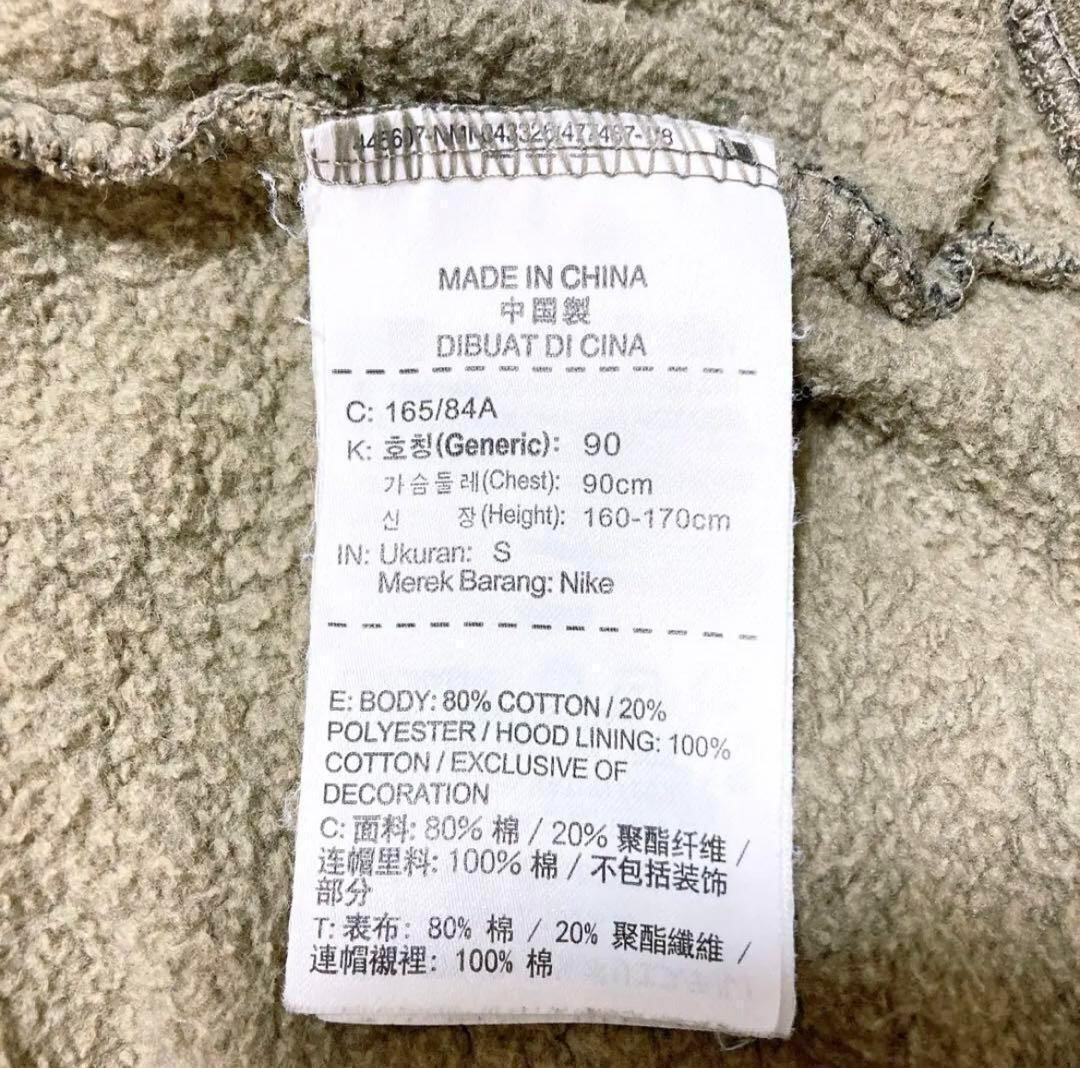 MADE IN CHINA
中国製
DIBUAT DI CINA
C: 165/84A
K: 호칭(Generic): 90
가슴둘레(Chest): 90cm
신 장(Height): 160-170cm
IN: Ukuran: S
Merek Barang: Nike
E: BODY: 80% COTTON / 20%
POLYESTER / HOOD LINING: 100%
COTTON / EXCLUSIVE OF
DECORATION
C: 面料: 80% 棉 / 20% 聚酯纤维 /
连帽里料: 100% 棉 / 不包括装饰
部分
T: 表布: 80% 棉 / 20% 聚酯纖維 /
連帽襯裡: 100% 棉